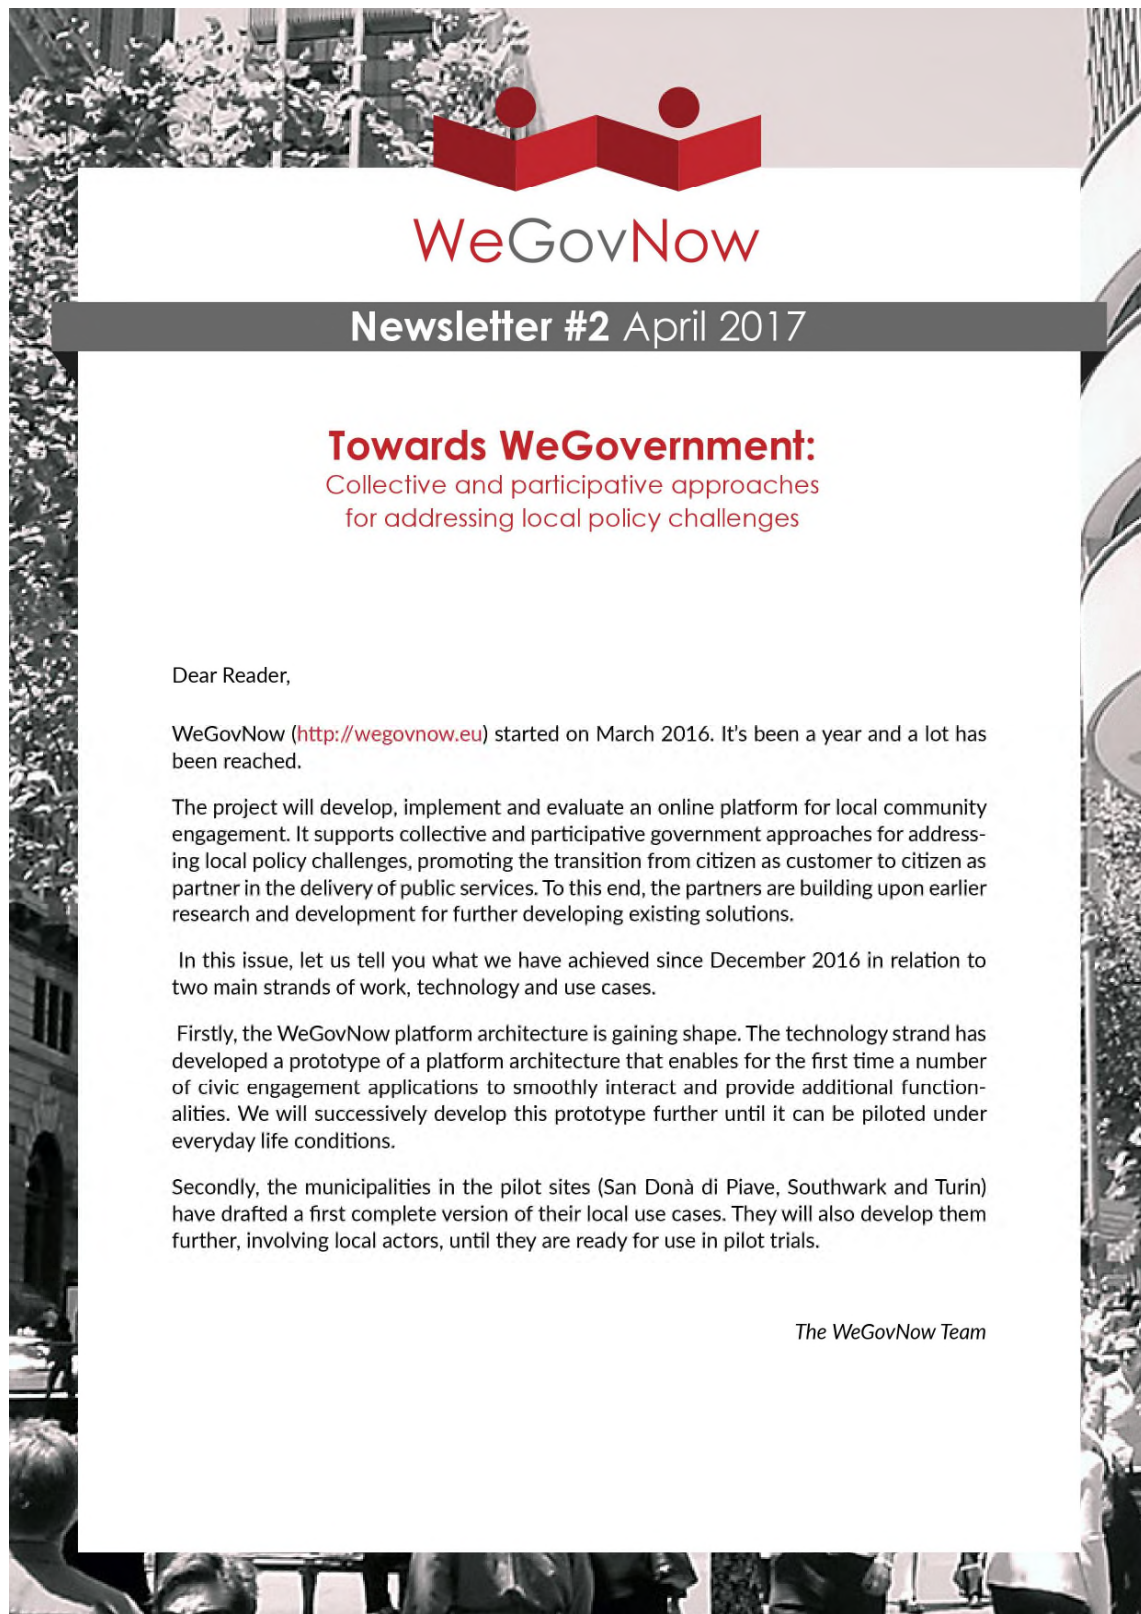 WeGovNow
Newsletter #2 April 2017
Towards WeGovernment:
Collective and participative approaches
for addressing local policy challenges
Dear Reader,
WeGovNow (http://wegovnow.eu) started on March 2016. It's been a year and a lot has
been reached.
The project will develop, implement and evaluate an online platform for local community
engagement. It supports collective and participative government approaches for address-
ing local policy challenges, promoting the transition from citizen as customer to citizen as
partner in the delivery of public services. To this end, the partners are building upon earlier
research and development for further developing existing solutions.
In this issue, let us tell you what we have achieved since December 2016 in relation to
two main strands of work, technology and use cases.
Firstly, the WeGovNow platform architecture is gaining shape. The technology strand has
developed a prototype of a platform architecture that enables for the first time a number
of civic engagement applications to smoothly interact and provide additional function-
alities. We will successively develop this prototype further until it can be piloted under
everyday life conditions.
Secondly, the municipalities in the pilot sites (San Donà di Piave, Southwark and Turin)
have drafted a first complete version of their local use cases. They will also develop them
further, involving local actors, until they are ready for use in pilot trials.
The WeGovNow Team